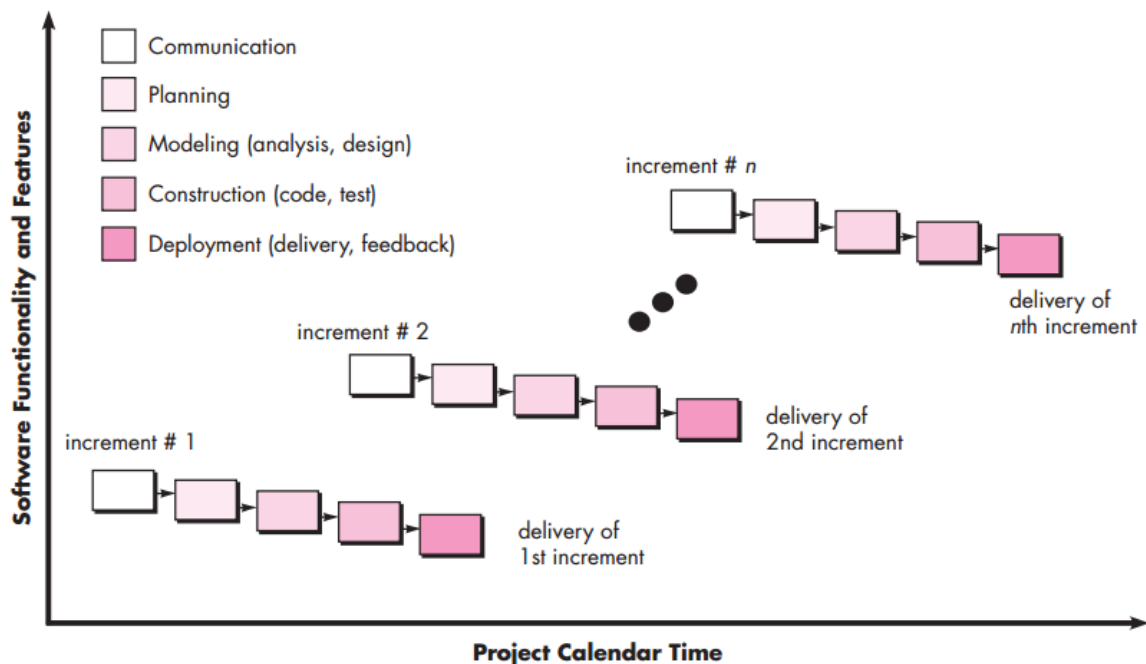 Software Functionality and Features
Communication
Planning
Modeling (analysis, design)
Construction (code, test)
Deployment (delivery, feedback)
increment # n
delivery of
nth increment
increment # 2
delivery of
2nd increment
increment # 1
delivery of
1st increment
Project Calendar Time